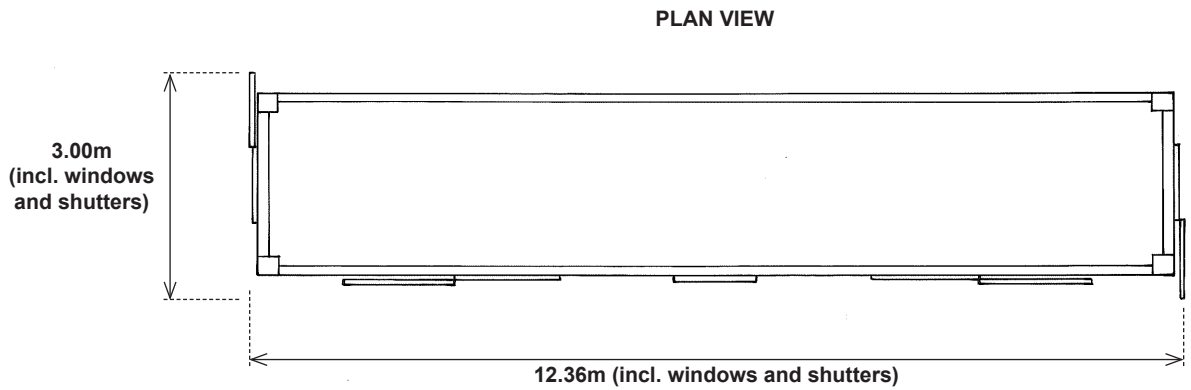 PLAN VIEW
3.00m
(incl. windows
and shutters)
12.36m (incl. windows and shutters)